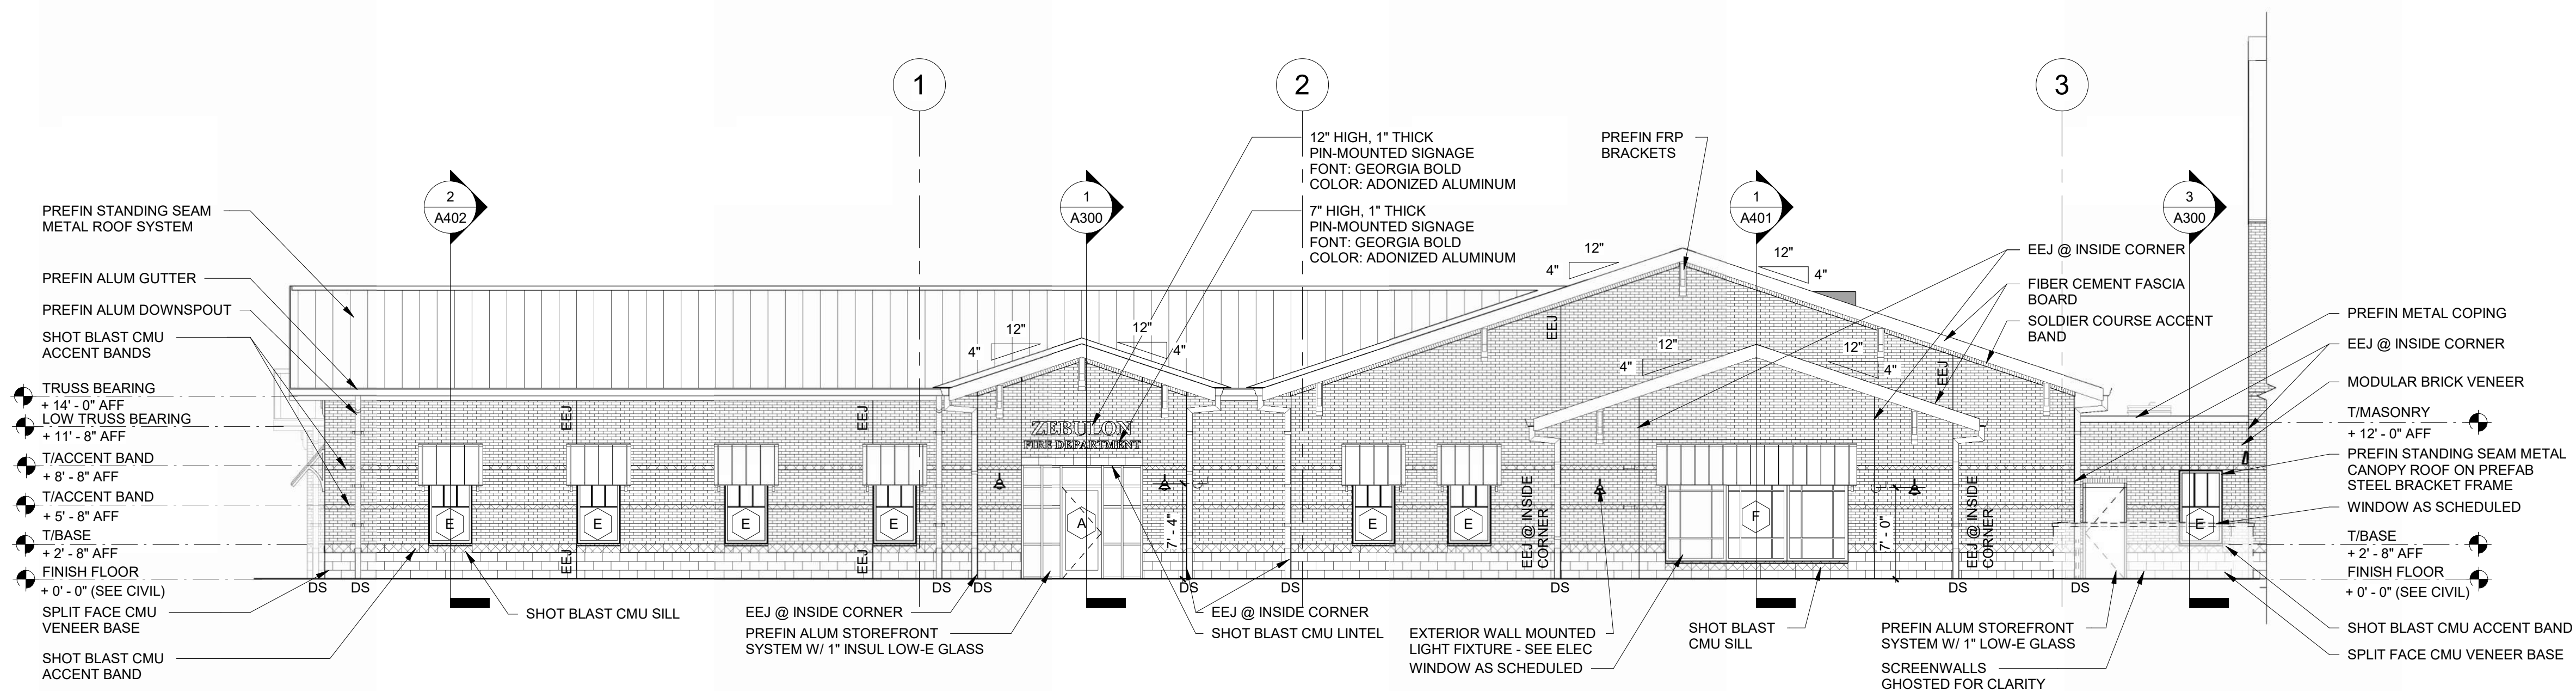 1
2
3
12" HIGH, 1" THICK
PIN-MOUNTED SIGNAGE
FONT: GEORGIA BOLD
COLOR: ADONIZED ALUMINUM
PREFIN FRP
BRACKETS
2
A402
1
A300
1
A401
3
A300
PREFIN STANDING SEAM
METAL ROOF SYSTEM
7" HIGH, 1" THICK
PIN-MOUNTED SIGNAGE
FONT: GEORGIA BOLD
COLOR: ADONIZED ALUMINUM
12"
4"
12"
4"
EEJ @ INSIDE CORNER
PREFIN ALUM GUTTER
FIBER CEMENT FASCIA
BOARD
PREFIN ALUM DOWNSPOUT
SOLDIER COURSE ACCENT
BAND
PREFIN METAL COPING
SHOT BLAST CMU
ACCENT BANDS
12"
4"
12"
4"
EEJ
12"
4"
12"
4"
EEJ
EEJ @ INSIDE CORNER
MODULAR BRICK VENEER
TRUSS BEARING
+ 14' - 0" AFF
LOW TRUSS BEARING
+ 11' - 8" AFF
T/ACCENT BAND
+ 8' - 8" AFF
T/ACCENT BAND
+ 5' - 8" AFF
T/BASE
+ 2' - 8" AFF
FINISH FLOOR
+ 0' - 0" (SEE CIVIL)
EEJ
EEJ
ZEBULON
FIRE DEPARTMENT
T/MASONRY
+ 12' - 0" AFF
PREFIN STANDING SEAM METAL
CANOPY ROOF ON PREFAB
STEEL BRACKET FRAME
WINDOW AS SCHEDULED
T/BASE
+ 2' - 8" AFF
FINISH FLOOR
+ 0' - 0" (SEE CIVIL)
E
E
E
E
A
E
E
F
E
7' - 4"
EEJ @ INSIDE
CORNER
7' - 0"
EEJ @ INSIDE
CORNER
EEJ
EEJ
DS
DS
DS
DS
DS
DS
DS
DS
DS
SPLIT FACE CMU
VENEER BASE
SHOT BLAST CMU SILL
EEJ @ INSIDE CORNER
EEJ @ INSIDE CORNER
PREFIN ALUM STOREFRONT
SYSTEM W/ 1" INSUL LOW-E GLASS
SHOT BLAST CMU LINTEL
EXTERIOR WALL MOUNTED
LIGHT FIXTURE - SEE ELEC
WINDOW AS SCHEDULED
SHOT BLAST
CMU SILL
PREFIN ALUM STOREFRONT
SYSTEM W/ 1" LOW-E GLASS
SCREENWALLS
GHOSTED FOR CLARITY
SHOT BLAST CMU ACCENT BAND
SPLIT FACE CMU VENEER BASE
SHOT BLAST CMU
ACCENT BAND